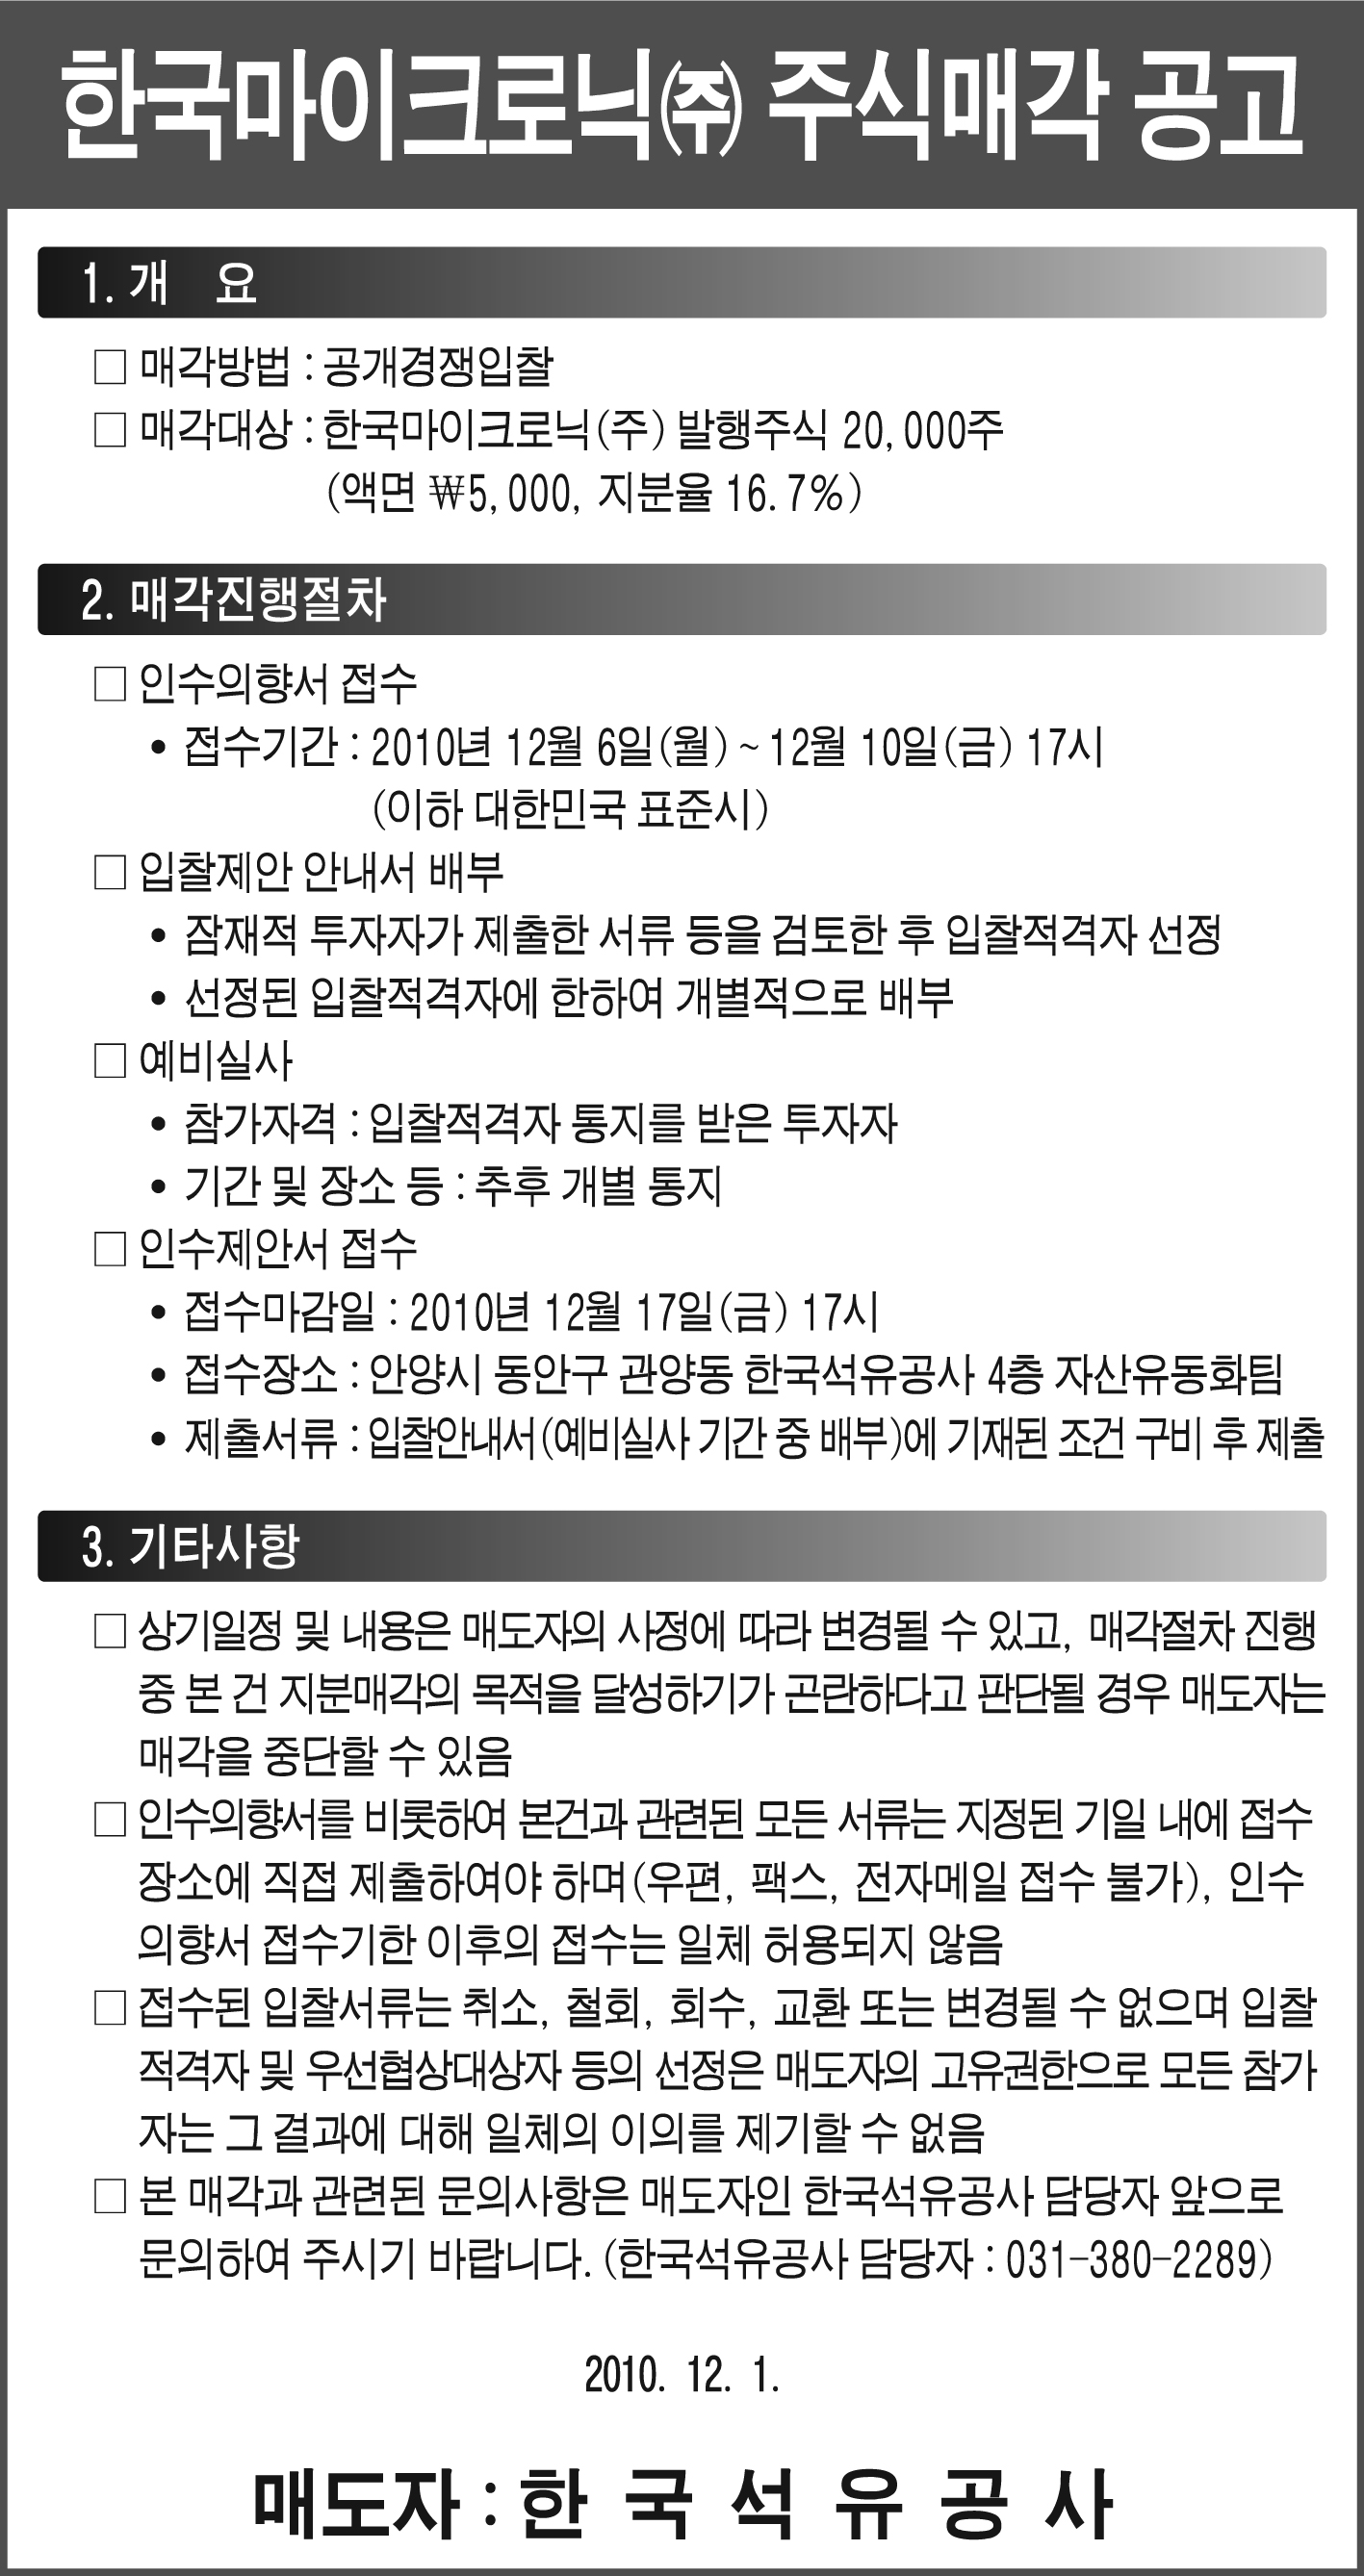 한국마이크로닉㈜ 주식매각 공고
1. 개 요
□ 매각방법 : 공개경쟁입찰
□ 매각대상 : 한국마이크로닉(주) 발행주식 20,000주
(액면 ₩5,000, 지분율 16.7%)
2. 매각진행절차
□ 인수의향서 접수
• 접수기간 : 2010년 12월 6일(월) ~ 12월 10일(금) 17시
(이하 대한민국 표준시)
□ 입찰제안 안내서 배부
• 잠재적 투자자가 제출한 서류 등을 검토한 후 입찰적격자 선정
• 선정된 입찰적격자에 한하여 개별적으로 배부
□ 예비실사
• 참가자격 : 입찰적격자 통지를 받은 투자자
• 기간 및 장소 등 : 추후 개별 통지
□ 인수제안서 접수
• 접수마감일 : 2010년 12월 17일(금) 17시
• 접수장소 : 안양시 동안구 관양동 한국석유공사 4층 자산유동화팀
• 제출서류 : 입찰안내서(예비실사 기간 중 배부)에 기재된 조건 구비 후 제출
3. 기타사항
□ 상기일정 및 내용은 매도자의 사정에 따라 변경될 수 있고, 매각절차 진행
중 본 건 지분매각의 목적을 달성하기가 곤란하다고 판단될 경우 매도자는
매각을 중단할 수 있음
□ 인수의향서를 비롯하여 본건과 관련된 모든 서류는 지정된 기일 내에 접수
장소에 직접 제출하여야 하며(우편, 팩스, 전자메일 접수 불가), 인수
의향서 접수기한 이후의 접수는 일체 허용되지 않음
□ 접수된 입찰서류는 취소, 철회, 회수, 교환 또는 변경될 수 없으며 입찰
적격자 및 우선협상대상자 등의 선정은 매도자의 고유권한으로 모든 참가
자는 그 결과에 대해 일체의 이의를 제기할 수 없음
□ 본 매각과 관련된 문의사항은 매도자인 한국석유공사 담당자 앞으로
문의하여 주시기 바랍니다. (한국석유공사 담당자 : 031-380-2289)
2010. 12. 1.
매도자 : 한 국 석 유 공 사